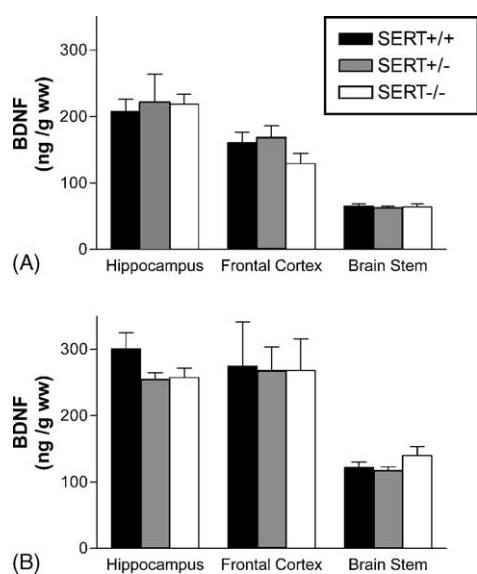 SERT+/+
SERT+/-
SERT-/-
BDNF
(ng /g ww)
300
200
100
0
(A)
Hippocampus Frontal Cortex Brain Stem
BDNF
(ng /g ww)
300
200
100
0
(B)
Hippocampus Frontal Cortex Brain Stem